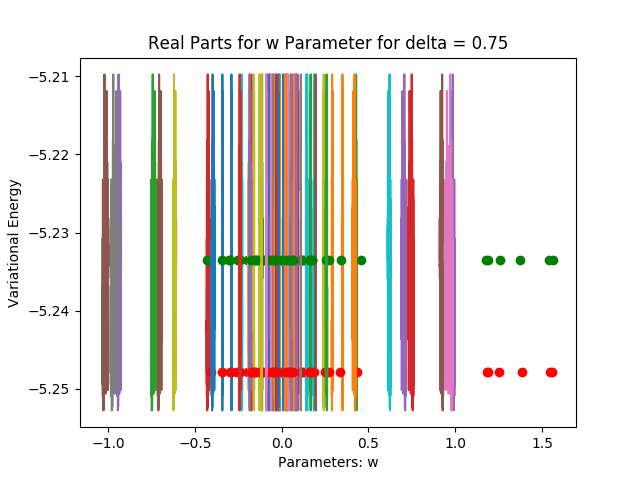 Real Parts for w Parameter for delta = 0.75
Variational Energy
−5.21
−5.22
−5.23
−5.24
−5.25
−1.0 −0.5 0.0 0.5 1.0 1.5
Parameters: w